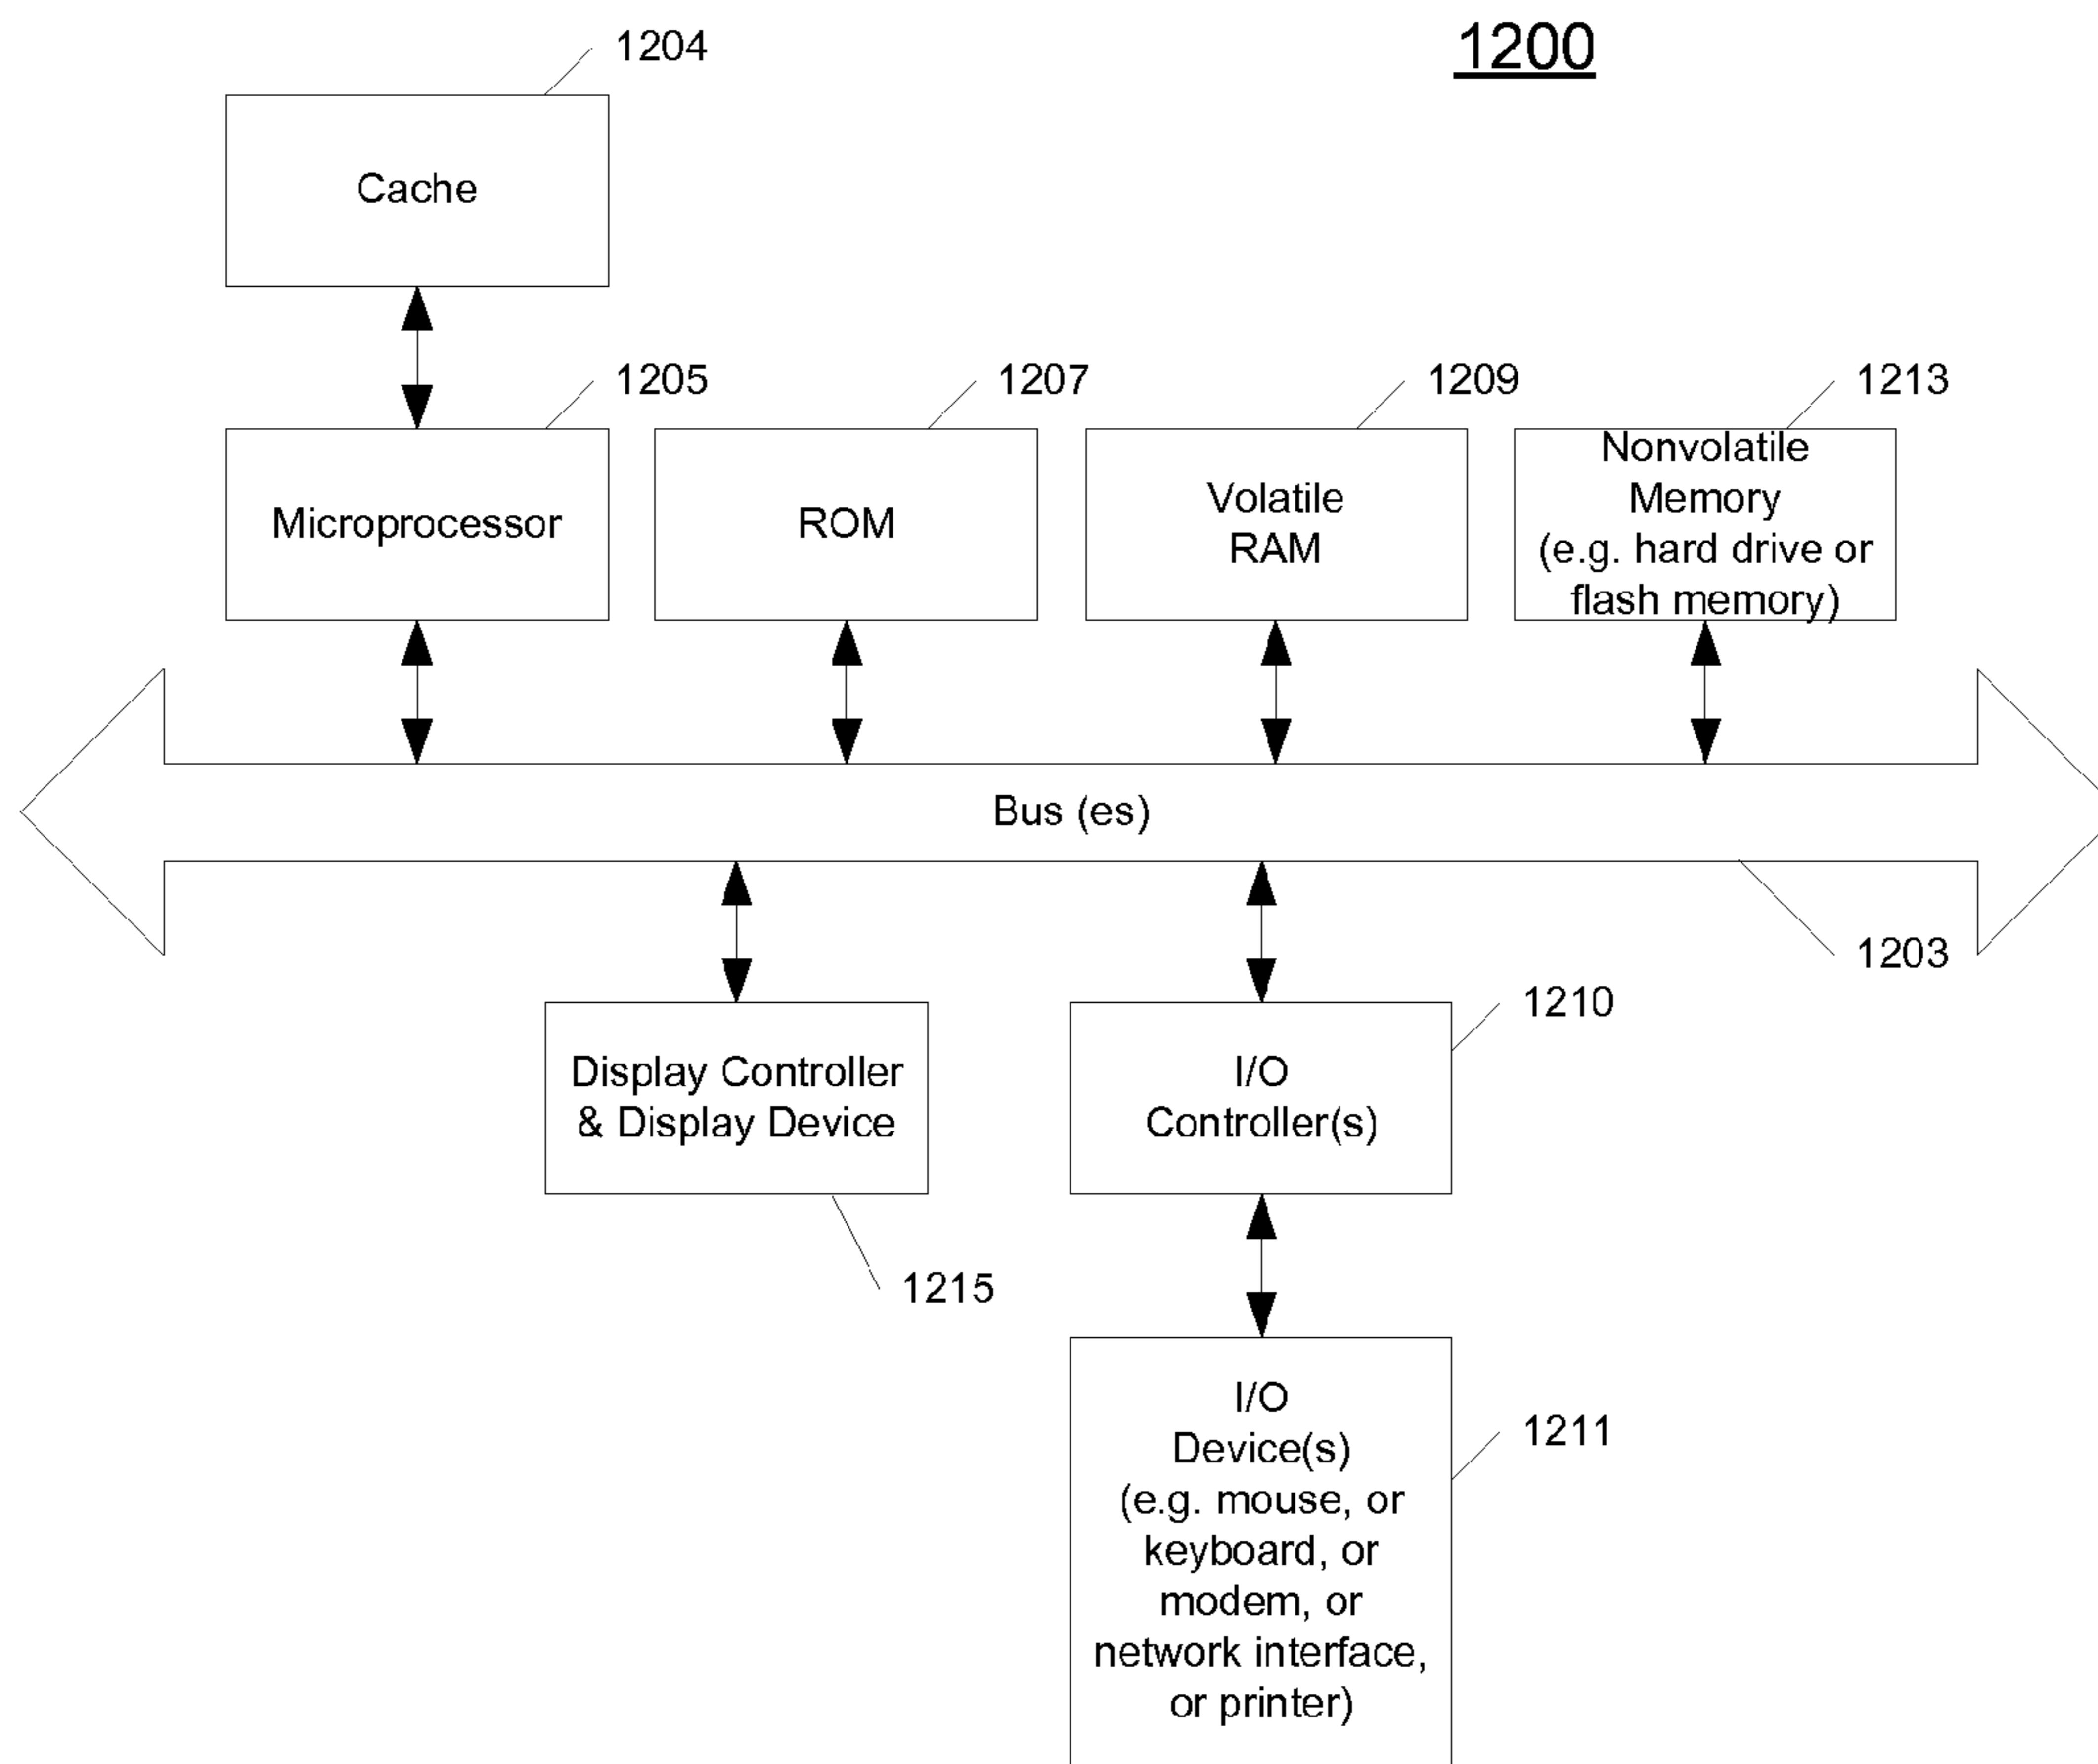 1200
1204
Cache
1205
1207
1209
1213
Microprocessor
ROM
Volatile
RAM
Nonvolatile
Memory
(e.g. hard drive or
flash memory)
Bus (es)
1203
1210
Display Controller
& Display Device
I/O
Controller(s)
1215
I/O
Device(s)
(e.g. mouse, or
keyboard, or
modem, or
network interface,
or printer)
1211